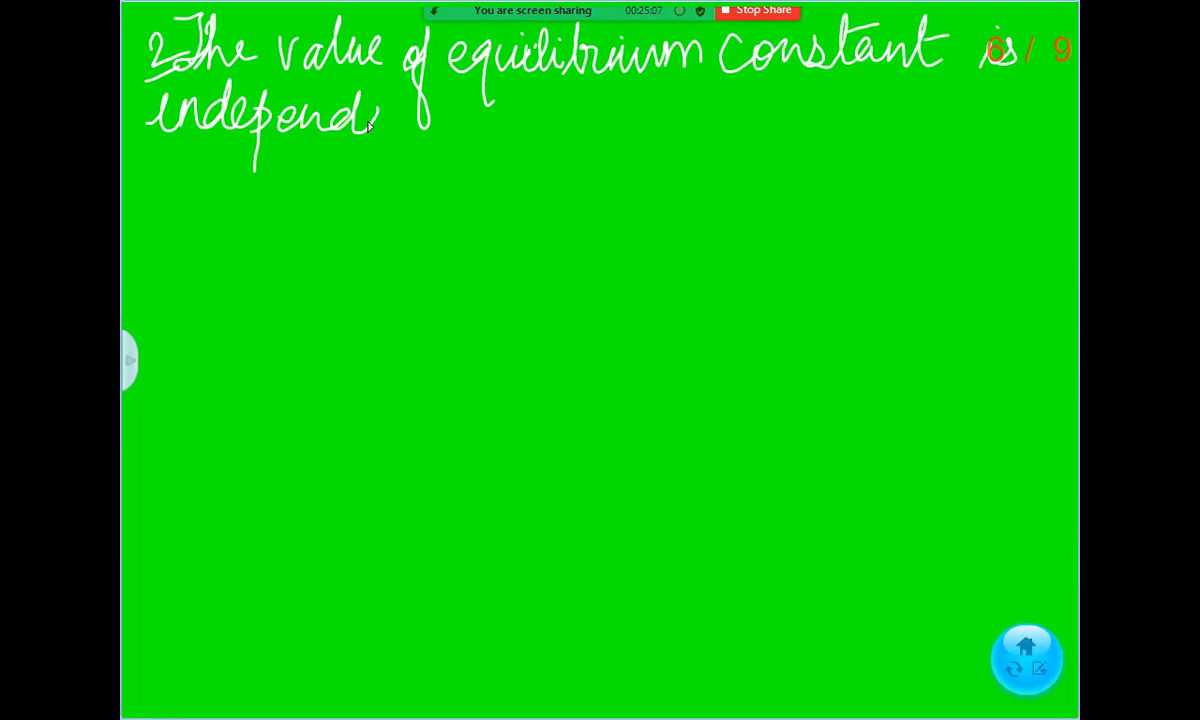 You are screen sharing 00:25:07 Stop Share
2. The value of equilibrium constant is 6 / 9
independ